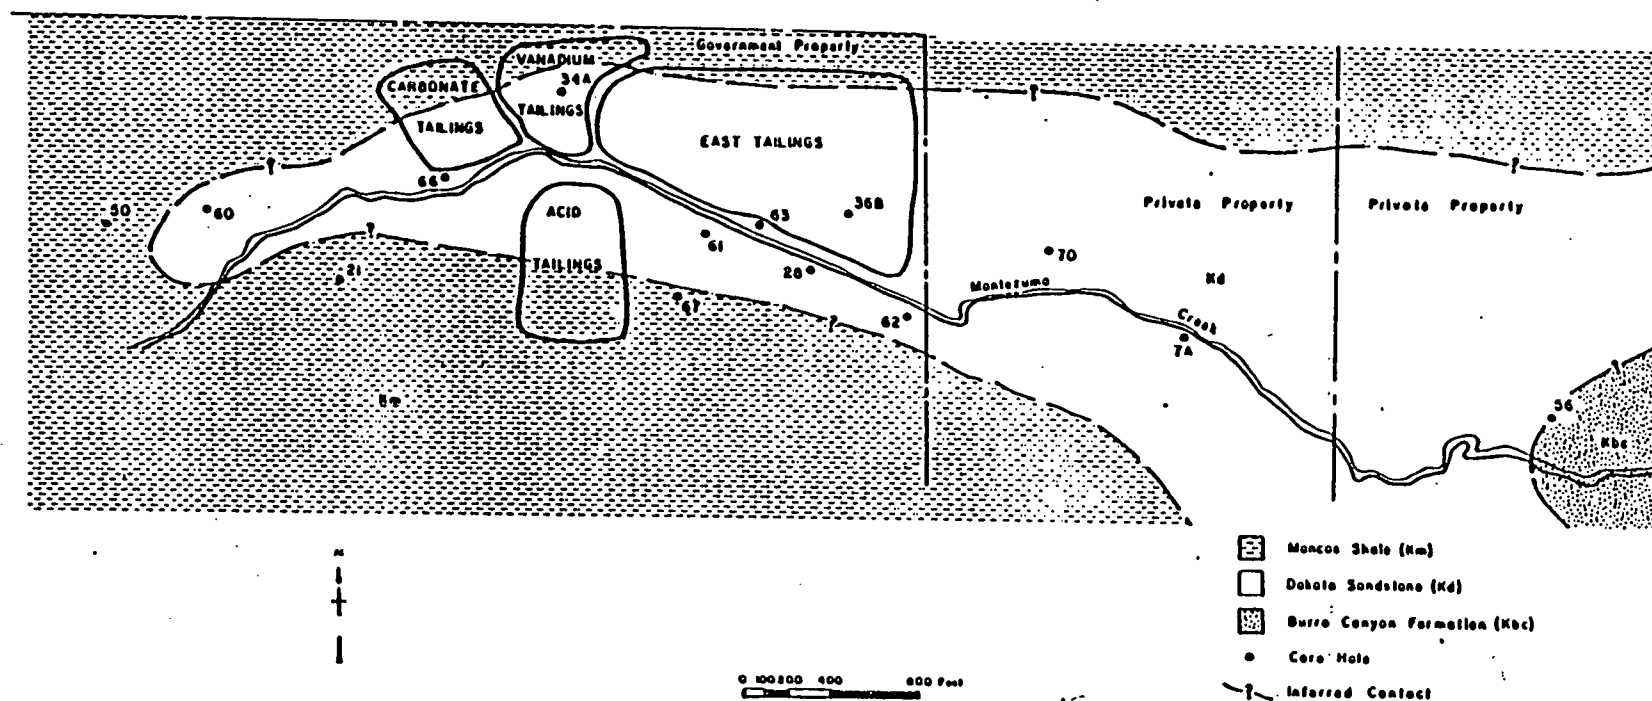 Government Property
VANADIUM
34A
TAILINGS
CARBONATE
TAILINGS
EAST TAILINGS
66
50
60
ACID
TAILINGS
63
36B
61
28
21
67
62
Private Property
Private Property
70
Kd
Montezuma
Creek
7A
Km
56
Kbc
N
Mancos Shale (Km)
Dakota Sandstone (Kd)
Burro Canyon Formation (Kbc)
Core Hole
Inferred Contact
0 100 200 400 800 Feet
?
?
?
?
?
?
?